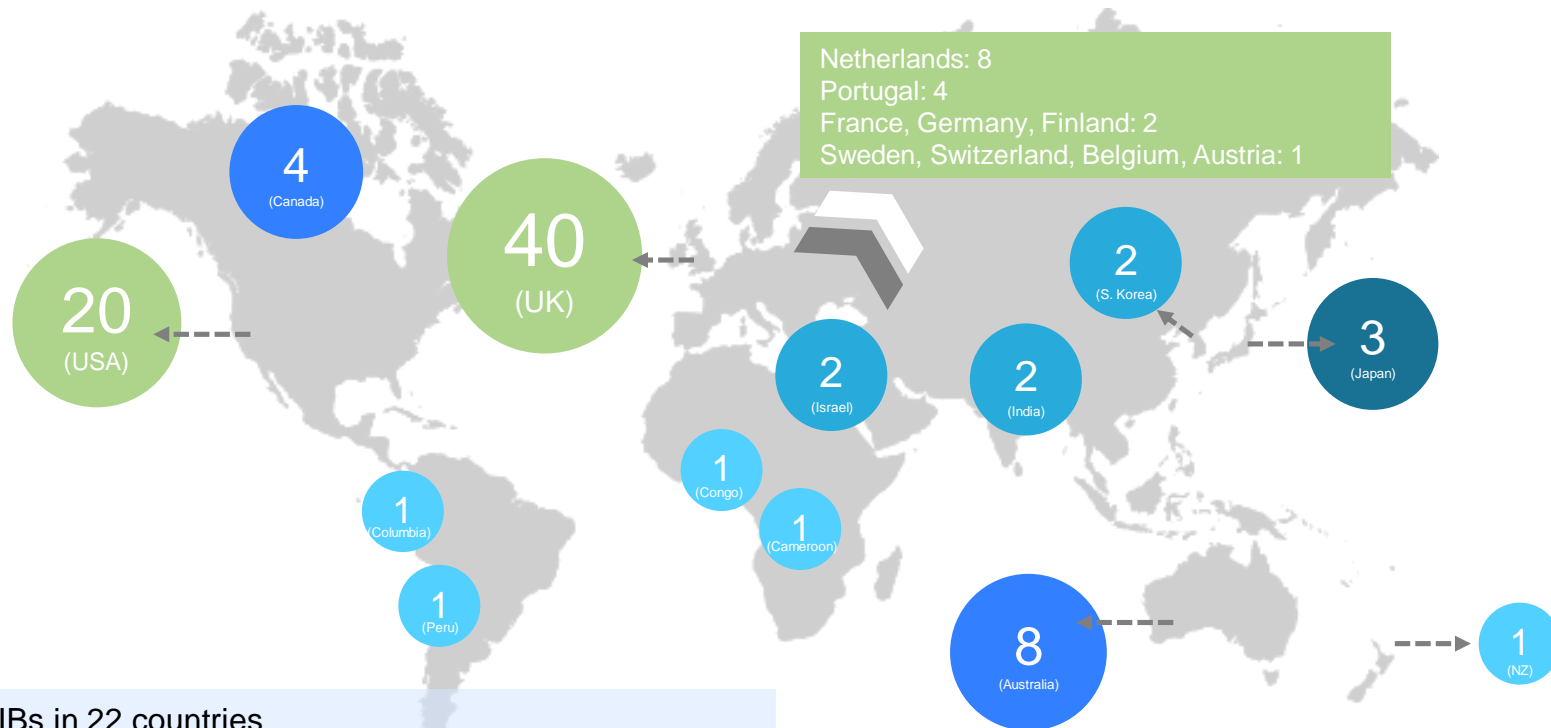 Netherlands: 8
Portugal: 4
France, Germany, Finland: 2
Sweden, Switzerland, Belgium, Austria: 1
4
(Canada)
40
(UK)
20
(USA)
2
(S. Korea)
3
(Japan)
2
(Israel)
2
(India)
1
(Congo)
1
(Columbia)
1
(Cameroon)
1
(Peru)
8
(Australia)
1
(NZ)
IBs in 22 countries